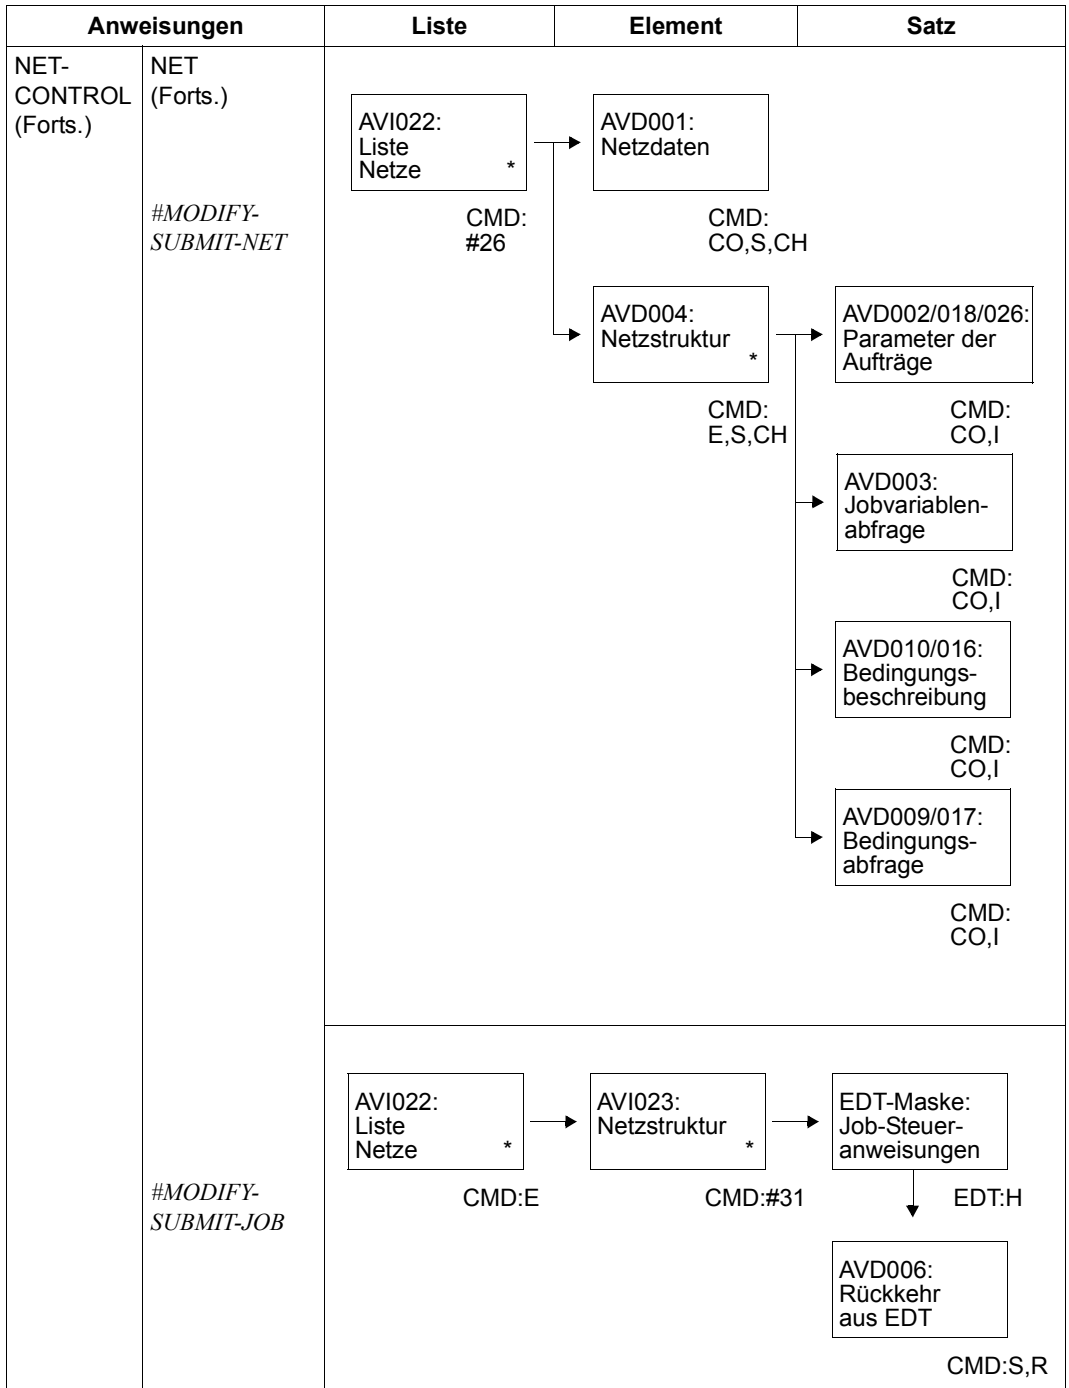 Anweisungen
Liste
Element
Satz
NET-
CONTROL
(Forts.)
NET
(Forts.)
AVI022:
Liste
Netze *
AVD001:
Netzdaten
#MODIFY-
SUBMIT-NET
CMD:
#26
CMD:
CO,S,CH
AVD004:
Netzstruktur
*
AVD002/018/026:
Parameter der
Aufträge
CMD:
E,S,CH
CMD:
CO,I
AVD003:
Jobvariablen-
abfrage
CMD:
CO,I
AVD010/016:
Bedingungs-
beschreibung
CMD:
CO,I
AVD009/017:
Bedingungs-
abfrage
CMD:
CO,I
AVI022:
Liste
Netze *
AVI023:
Netzstruktur
*
EDT-Maske:
Job-Steuer-
anweisungen
#MODIFY-
SUBMIT-JOB
CMD:E
CMD:#31
EDT:H
AVD006:
Rückkehr
aus EDT
CMD:S,R